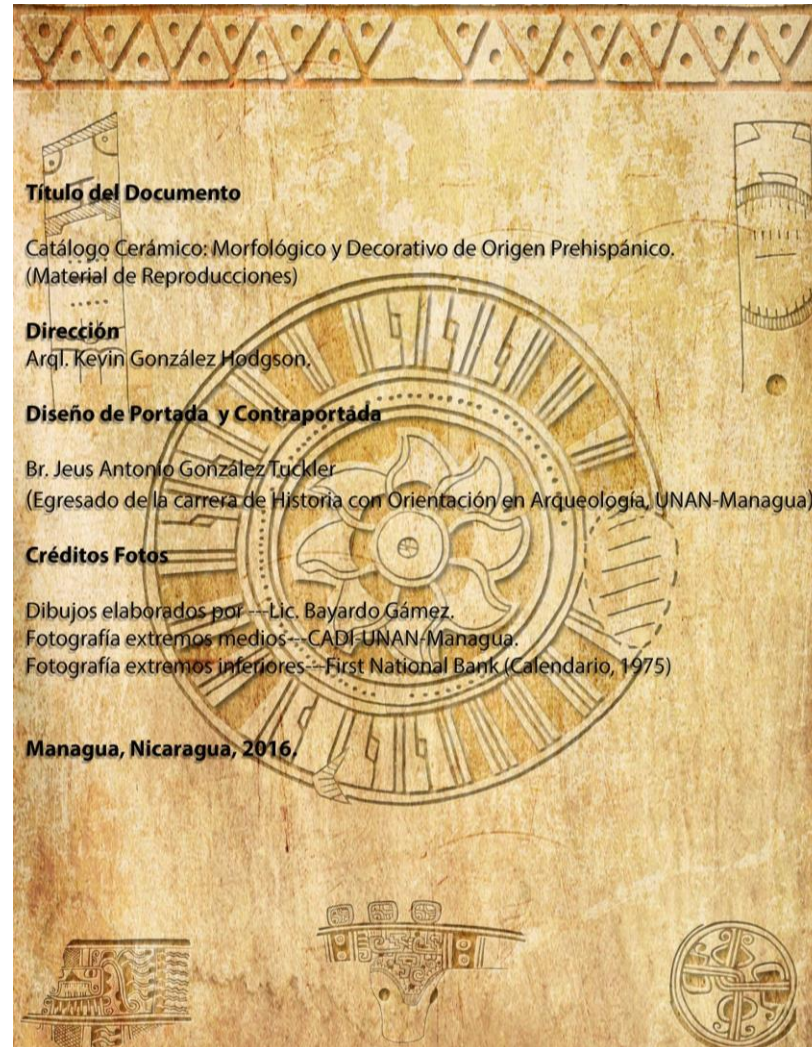 Título del Documento
Catálogo Cerámico: Morfológico y Decorativo de Origen Prehispánico.
(Material de Reproducciones)
Dirección
Arql. Kevin González Hodgson.
Diseño de Portada y Contraportada
Br. Jeus Antonio González Tuckler
(Egresado de la carrera de Historia con Orientación en Arqueología, UNAN-Managua)
Créditos Fotos
Dibujos elaborados por ---Lic. Bayardo Gámez.
Fotografía extremos medios---CADI-UNAN-Managua.
Fotografía extremos inferiores---First National Bank (Calendario, 1975)
Managua, Nicaragua, 2016.